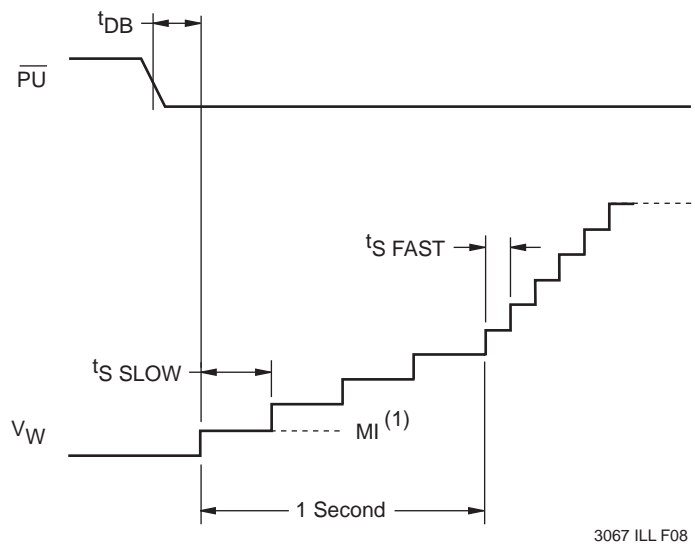 tDB
PU
tS FAST
tS SLOW
VW
MI (1)
1 Second
3067 ILL F08